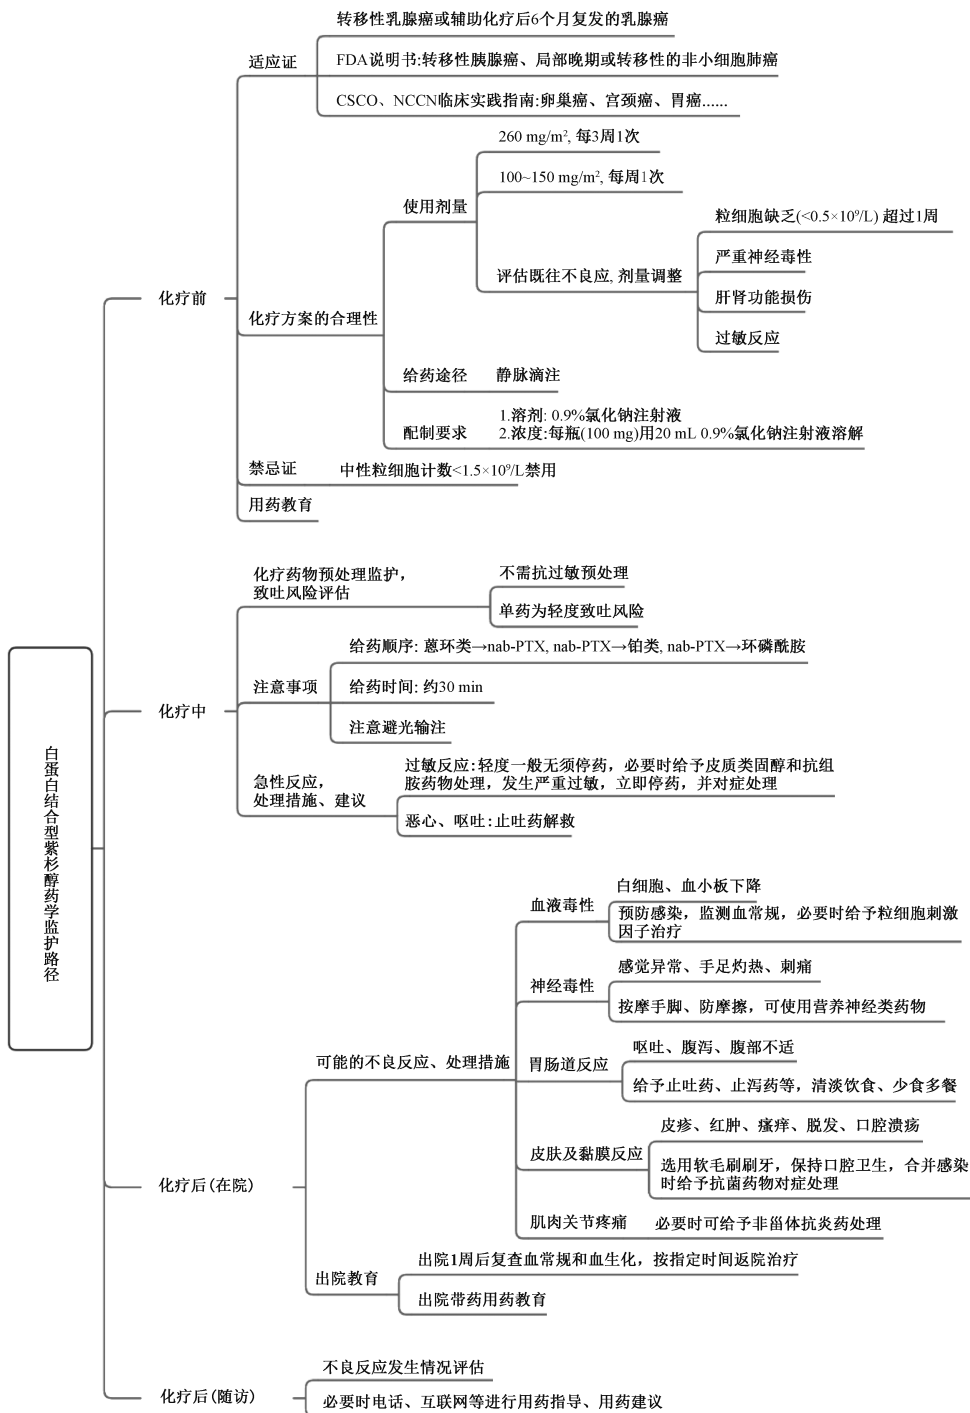 白蛋白结合型紫杉醇药学监护路径
化疗前
适应证
转移性乳腺癌或辅助化疗后6个月复发的乳腺癌
FDA说明书:转移性胰腺癌、局部晚期或转移性的非小细胞肺癌
CSCO、NCCN临床实践指南:卵巢癌、宫颈癌、胃癌......
化疗方案的合理性
使用剂量
260 mg/m², 每3周1次
100~150 mg/m², 每周1次
评估既往不良应, 剂量调整
粒细胞缺乏(<0.5×10⁹/L) 超过1周
严重神经毒性
肝肾功能损伤
过敏反应
给药途径
静脉滴注
配制要求
1.溶剂: 0.9%氯化钠注射液
2.浓度:每瓶(100 mg)用20 mL 0.9%氯化钠注射液溶解
禁忌证
中性粒细胞计数<1.5×10⁹/L禁用
用药教育
化疗中
化疗药物预处理监护，
致吐风险评估
不需抗过敏预处理
单药为轻度致吐风险
注意事项
给药顺序: 蒽环类→nab-PTX, nab-PTX→铂类, nab-PTX→环磷酰胺
给药时间: 约30 min
注意避光输注
急性反应，
处理措施、建议
过敏反应:轻度一般无须停药，必要时给予皮质类固醇和抗组
胺药物处理，发生严重过敏，立即停药，并对症处理
恶心、呕吐:止吐药解救
化疗后(在院)
可能的不良反应、处理措施
血液毒性
白细胞、血小板下降
预防感染，监测血常规，必要时给予粒细胞刺激
因子治疗
神经毒性
感觉异常、手足灼热、刺痛
按摩手脚、防摩擦，可使用营养神经类药物
胃肠道反应
呕吐、腹泻、腹部不适
给予止吐药、止泻药等，清淡饮食、少食多餐
皮肤及黏膜反应
皮疹、红肿、瘙痒、脱发、口腔溃疡
选用软毛刷刷牙，保持口腔卫生，合并感染
时给予抗菌药物对症处理
肌肉关节疼痛
必要时可给予非甾体抗炎药处理
出院教育
出院1周后复查血常规和血生化，按指定时间返院治疗
出院带药用药教育
化疗后(随访)
不良反应发生情况评估
必要时电话、互联网等进行用药指导、用药建议